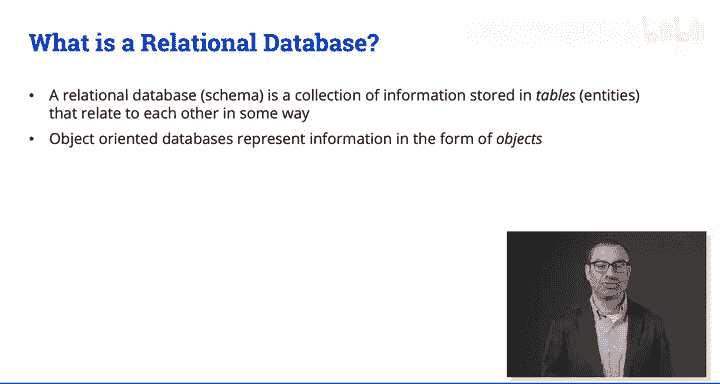 What is a Relational Database?
• A relational database (schema) is a collection of information stored in tables (entities)
that relate to each other in some way
• Object oriented databases represent information in the form of objects